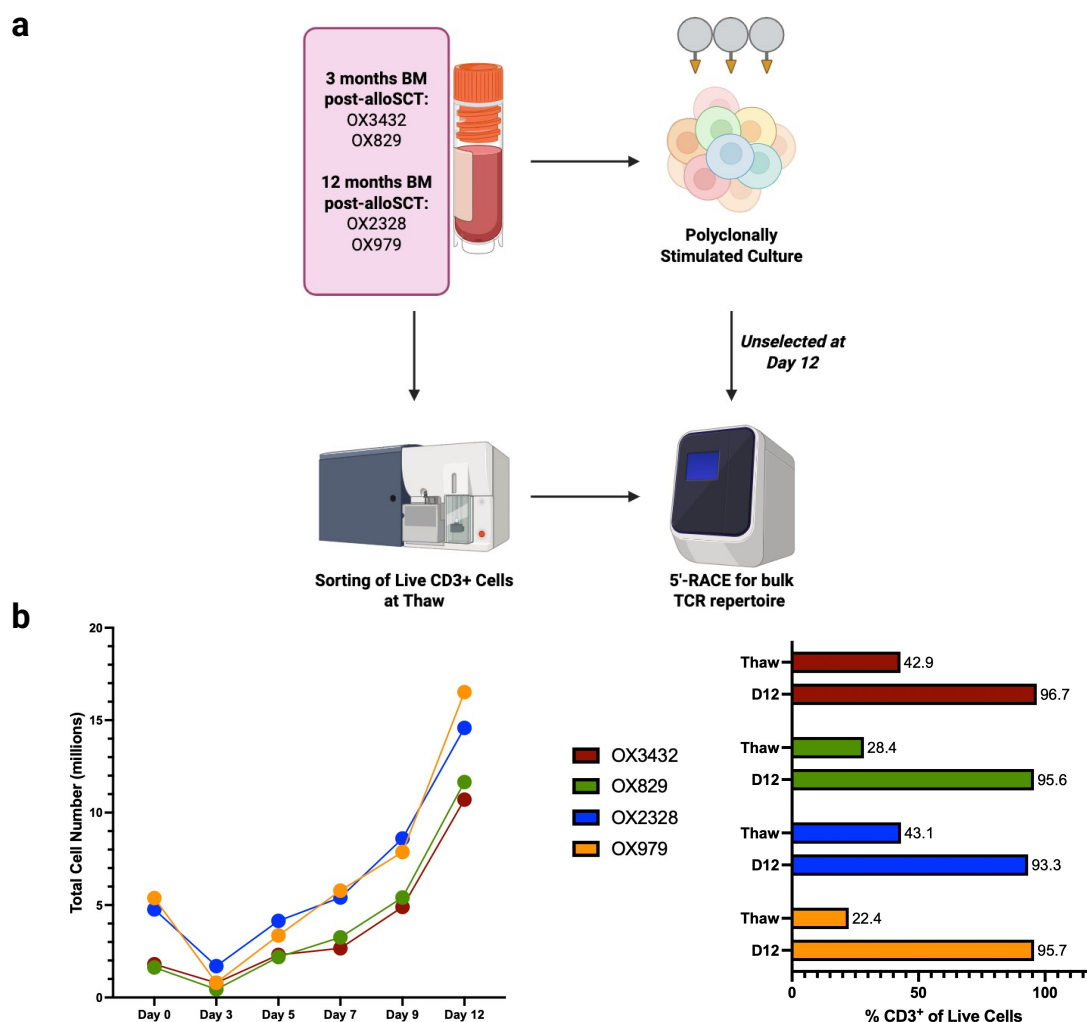 a
3 months BM
post-alloSCT:
OX3432
OX829
12 months BM
post-alloSCT:
OX2328
OX979
Polyclonally
Stimulated Culture
Unselected at
Day 12
Sorting of Live CD3+ Cells
at Thaw
5'-RACE for bulk
TCR repertoire
b
Total Cell Number (millions)
20
15
10
5
0
Day 0 Day 3 Day 5 Day 7 Day 9 Day 12
OX3432
OX829
OX2328
OX979
Thaw 42.9
D12 96.7
Thaw 28.4
D12 95.6
Thaw 43.1
D12 93.3
Thaw 22.4
D12 95.7
0 50 100
% CD3⁺ of Live Cells